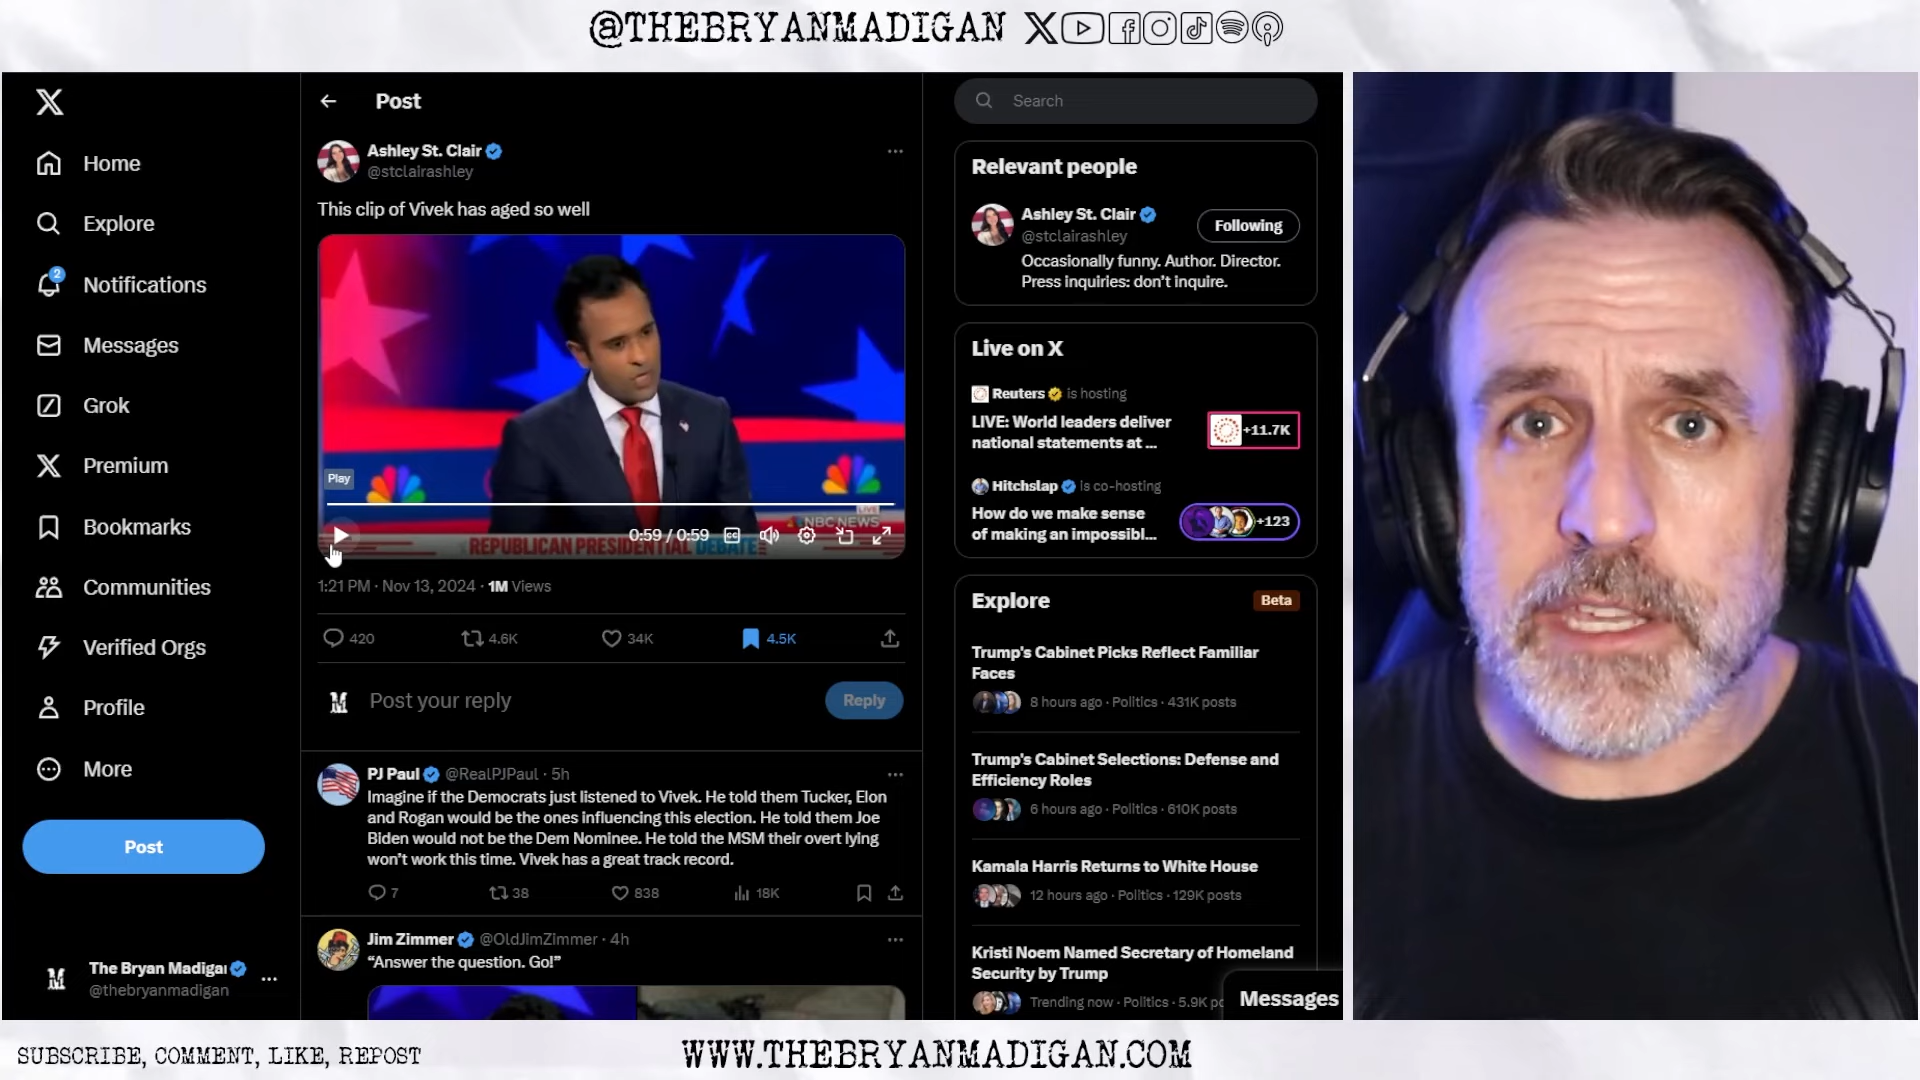 @THEBRYANMADIGAN
Post
Search
Home
Explore
Notifications
2
Messages
Grok
Premium
Bookmarks
Communities
Verified Orgs
Profile
More
Post
The Bryan Madigan
@thebryanmadigan
Ashley St. Clair
@stclairashley
This clip of Vivek has aged so well
Play
0:59 / 0:59
CC
LIVE
NBC NEWS
REPUBLICAN PRESIDENTIAL DEBATE
1:21 PM · Nov 13, 2024 · 1M Views
420
4.6K
34K
4.5K
Post your reply
Reply
PJ Paul @RealPJPaul · 5h
Imagine if the Democrats just listened to Vivek. He told them Tucker, Elon
and Rogan would be the ones influencing this election. He told them Joe
Biden would not be the Dem Nominee. He told the MSM their overt lying
won't work this time. Vivek has a great track record.
7
38
838
18K
Jim Zimmer @OldJimZimmer · 4h
“Answer the question. Go!”
Relevant people
Ashley St. Clair
@stclairashley
Following
Occasionally funny. Author. Director.
Press inquiries: don't inquire.
Live on X
Reuters is hosting
LIVE: World leaders deliver
national statements at ...
+11.7K
Hitchslap is co-hosting
How do we make sense
of making an impossibl...
+123
Explore
Beta
Trump's Cabinet Picks Reflect Familiar
Faces
8 hours ago · Politics · 431K posts
Trump's Cabinet Selections: Defense and
Efficiency Roles
6 hours ago · Politics · 610K posts
Kamala Harris Returns to White House
12 hours ago · Politics · 129K posts
Kristi Noem Named Secretary of Homeland
Security by Trump
Trending now · Politics · 5.9K po
Messages
SUBSCRIBE, COMMENT, LIKE, REPOST
WWW.THEBRYANMADIGAN.COM